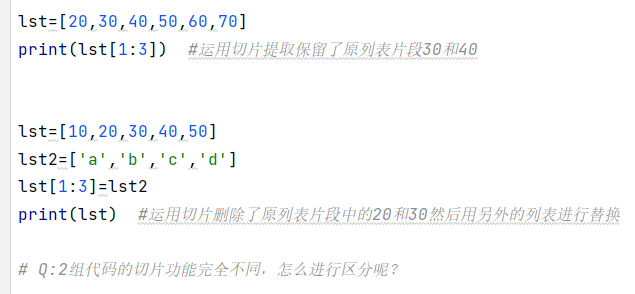 lst=[20,30,40,50,60,70]
print(lst[1:3])  #运用切片提取保留了原列表片段30和40
lst=[10,20,30,40,50]
lst2=['a','b','c','d']
lst[1:3]=lst2
print(lst)  #运用切片删除了原列表片段中的20和30然后用另外的列表进行替换
# Q:2组代码的切片功能完全不同，怎么进行区分呢?